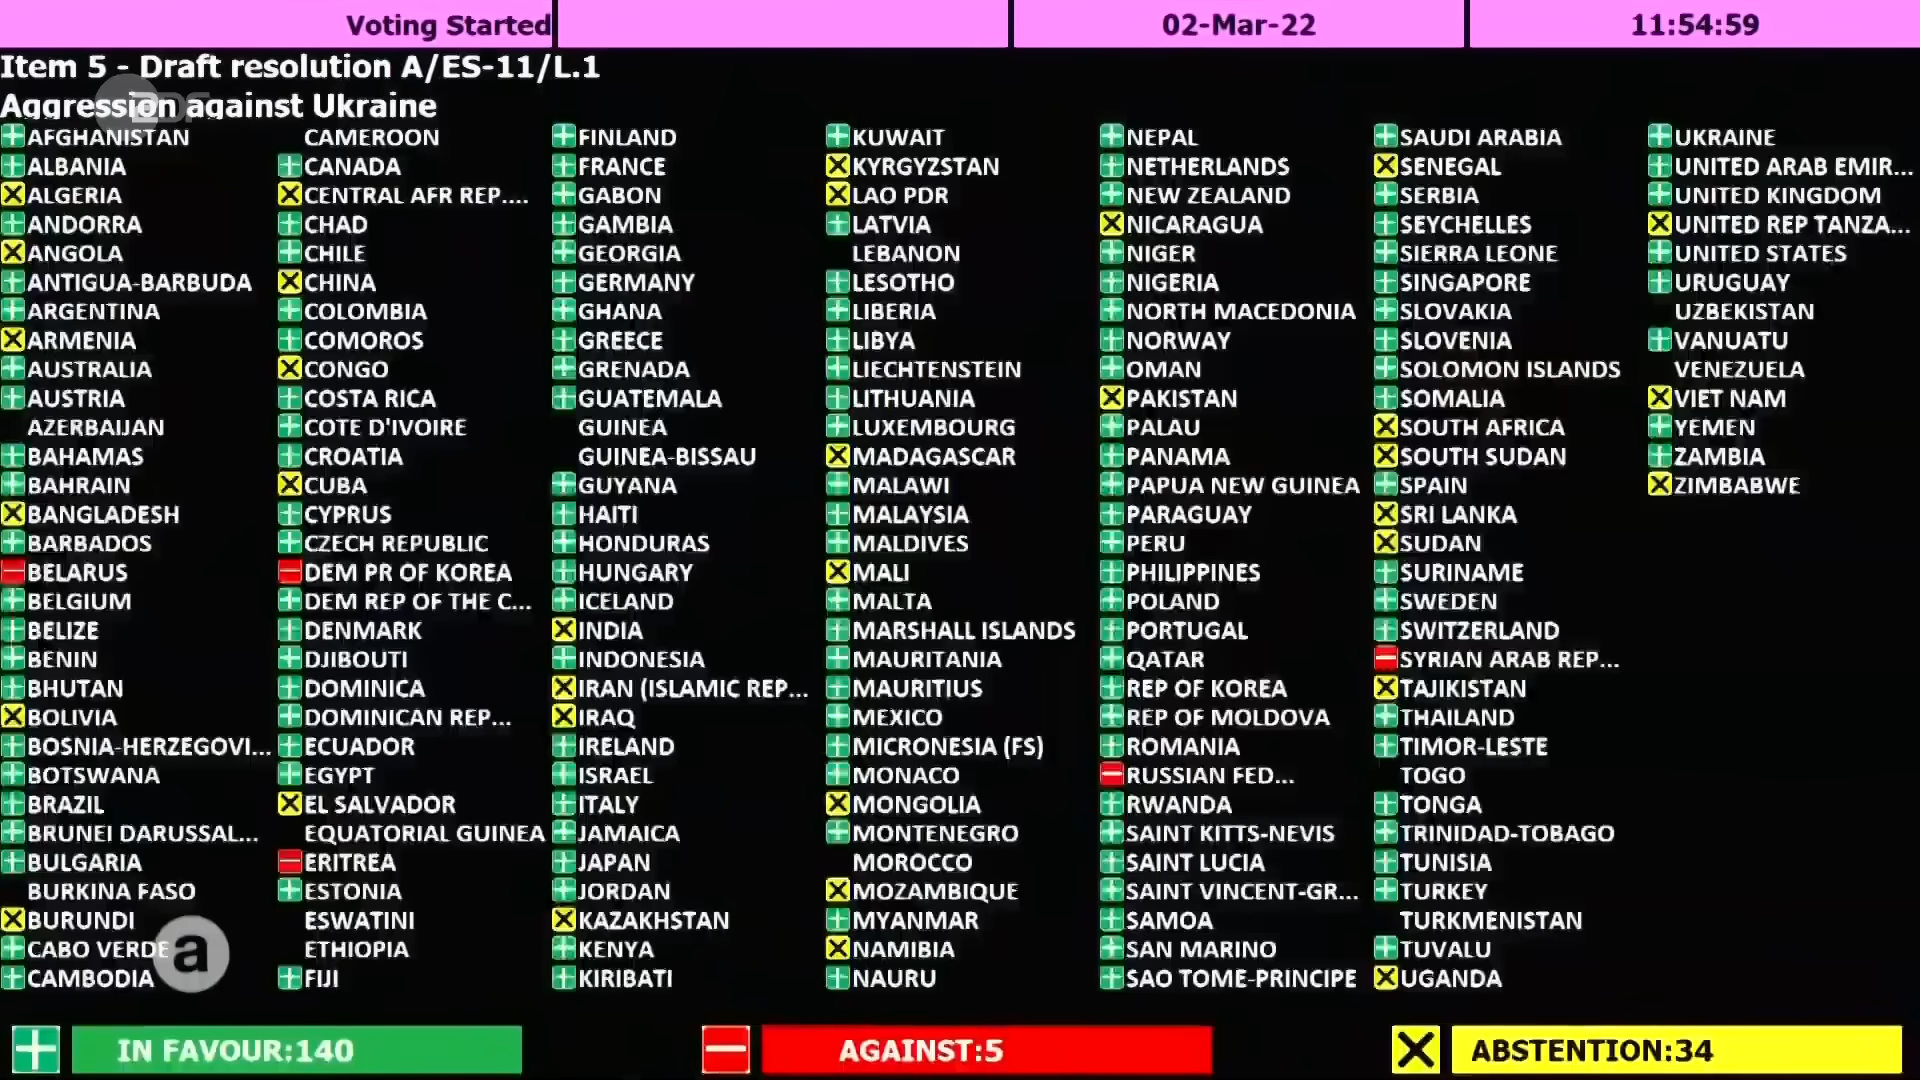 Voting Started 02-Mar-22 11:54:59
Item 5 - Draft resolution A/ES-11/L.1
Aggression against Ukraine
ZDF
AFGHANISTAN
ALBANIA
ALGERIA
ANDORRA
ANGOLA
ANTIGUA-BARBUDA
ARGENTINA
ARMENIA
AUSTRALIA
AUSTRIA
AZERBAIJAN
BAHAMAS
BAHRAIN
BANGLADESH
BARBADOS
BELARUS
BELGIUM
BELIZE
BENIN
BHUTAN
BOLIVIA
BOSNIA-HERZEGOVI...
BOTSWANA
BRAZIL
BRUNEI DARUSSAL...
BULGARIA
BURKINA FASO
BURUNDI
CABO VERDE
CAMBODIA
a
CAMEROON
CANADA
CENTRAL AFR REP....
CHAD
CHILE
CHINA
COLOMBIA
COMOROS
CONGO
COSTA RICA
COTE D'IVOIRE
CROATIA
CUBA
CYPRUS
CZECH REPUBLIC
DEM PR OF KOREA
DEM REP OF THE C...
DENMARK
DJIBOUTI
DOMINICA
DOMINICAN REP...
ECUADOR
EGYPT
EL SALVADOR
EQUATORIAL GUINEA
ERITREA
ESTONIA
ESWATINI
ETHIOPIA
FIJI
FINLAND
FRANCE
GABON
GAMBIA
GEORGIA
GERMANY
GHANA
GREECE
GRENADA
GUATEMALA
GUINEA
GUINEA-BISSAU
GUYANA
HAITI
HONDURAS
HUNGARY
ICELAND
INDIA
INDONESIA
IRAN (ISLAMIC REP...
IRAQ
IRELAND
ISRAEL
ITALY
JAMAICA
JAPAN
JORDAN
KAZAKHSTAN
KENYA
KIRIBATI
KUWAIT
KYRGYZSTAN
LAO PDR
LATVIA
LEBANON
LESOTHO
LIBERIA
LIBYA
LIECHTENSTEIN
LITHUANIA
LUXEMBOURG
MADAGASCAR
MALAWI
MALAYSIA
MALDIVES
MALI
MALTA
MARSHALL ISLANDS
MAURITANIA
MAURITIUS
MEXICO
MICRONESIA (FS)
MONACO
MONGOLIA
MONTENEGRO
MOROCCO
MOZAMBIQUE
MYANMAR
NAMIBIA
NAURU
NEPAL
NETHERLANDS
NEW ZEALAND
NICARAGUA
NIGER
NIGERIA
NORTH MACEDONIA
NORWAY
OMAN
PAKISTAN
PALAU
PANAMA
PAPUA NEW GUINEA
PARAGUAY
PERU
PHILIPPINES
POLAND
PORTUGAL
QATAR
REP OF KOREA
REP OF MOLDOVA
ROMANIA
RUSSIAN FED...
RWANDA
SAINT KITTS-NEVIS
SAINT LUCIA
SAINT VINCENT-GR...
SAMOA
SAN MARINO
SAO TOME-PRINCIPE
SAUDI ARABIA
SENEGAL
SERBIA
SEYCHELLES
SIERRA LEONE
SINGAPORE
SLOVAKIA
SLOVENIA
SOLOMON ISLANDS
SOMALIA
SOUTH AFRICA
SOUTH SUDAN
SPAIN
SRI LANKA
SUDAN
SURINAME
SWEDEN
SWITZERLAND
SYRIAN ARAB REP...
TAJIKISTAN
THAILAND
TIMOR-LESTE
TOGO
TONGA
TRINIDAD-TOBAGO
TUNISIA
TURKEY
TURKMENISTAN
TUVALU
UGANDA
UKRAINE
UNITED ARAB EMIR...
UNITED KINGDOM
UNITED REP TANZA...
UNITED STATES
URUGUAY
UZBEKISTAN
VANUATU
VENEZUELA
VIET NAM
YEMEN
ZAMBIA
ZIMBABWE
IN FAVOUR:140 AGAINST:5 ABSTENTION:34